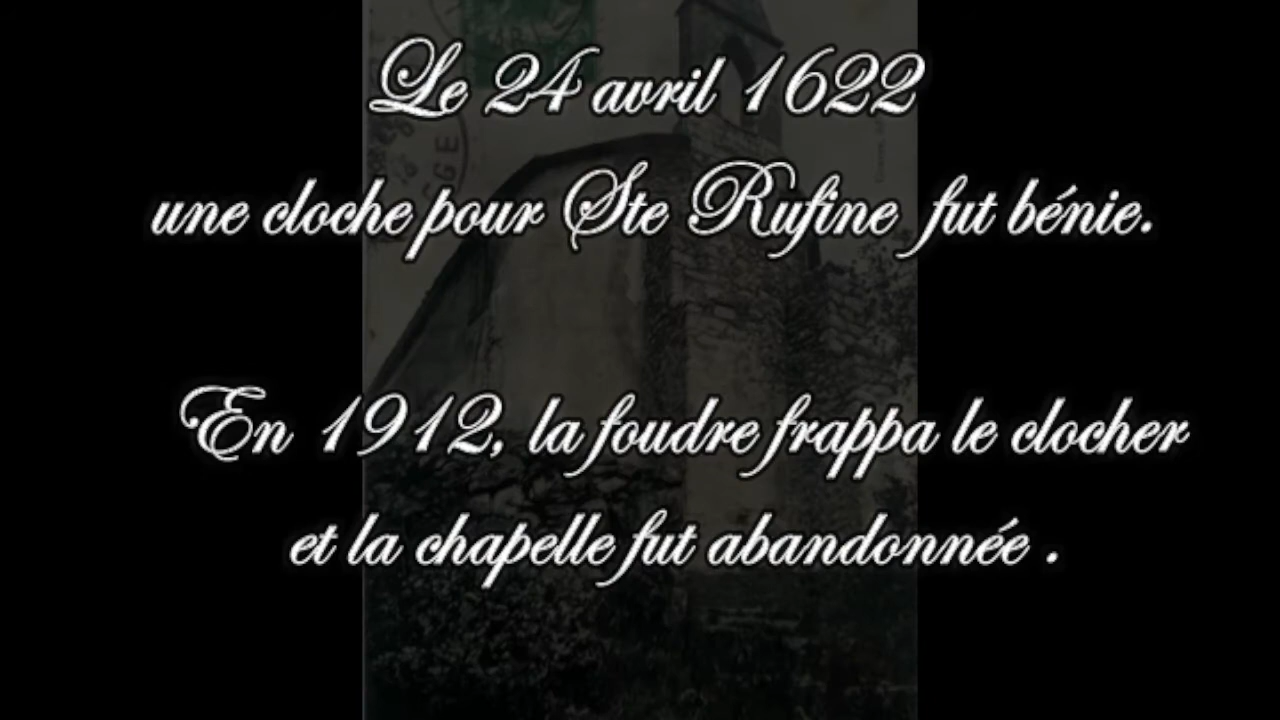 Le 24 avril 1622
une cloche pour Ste Rufine fut bénie.
En 1912, la foudre frappa le clocher
et la chapelle fut abandonnée .